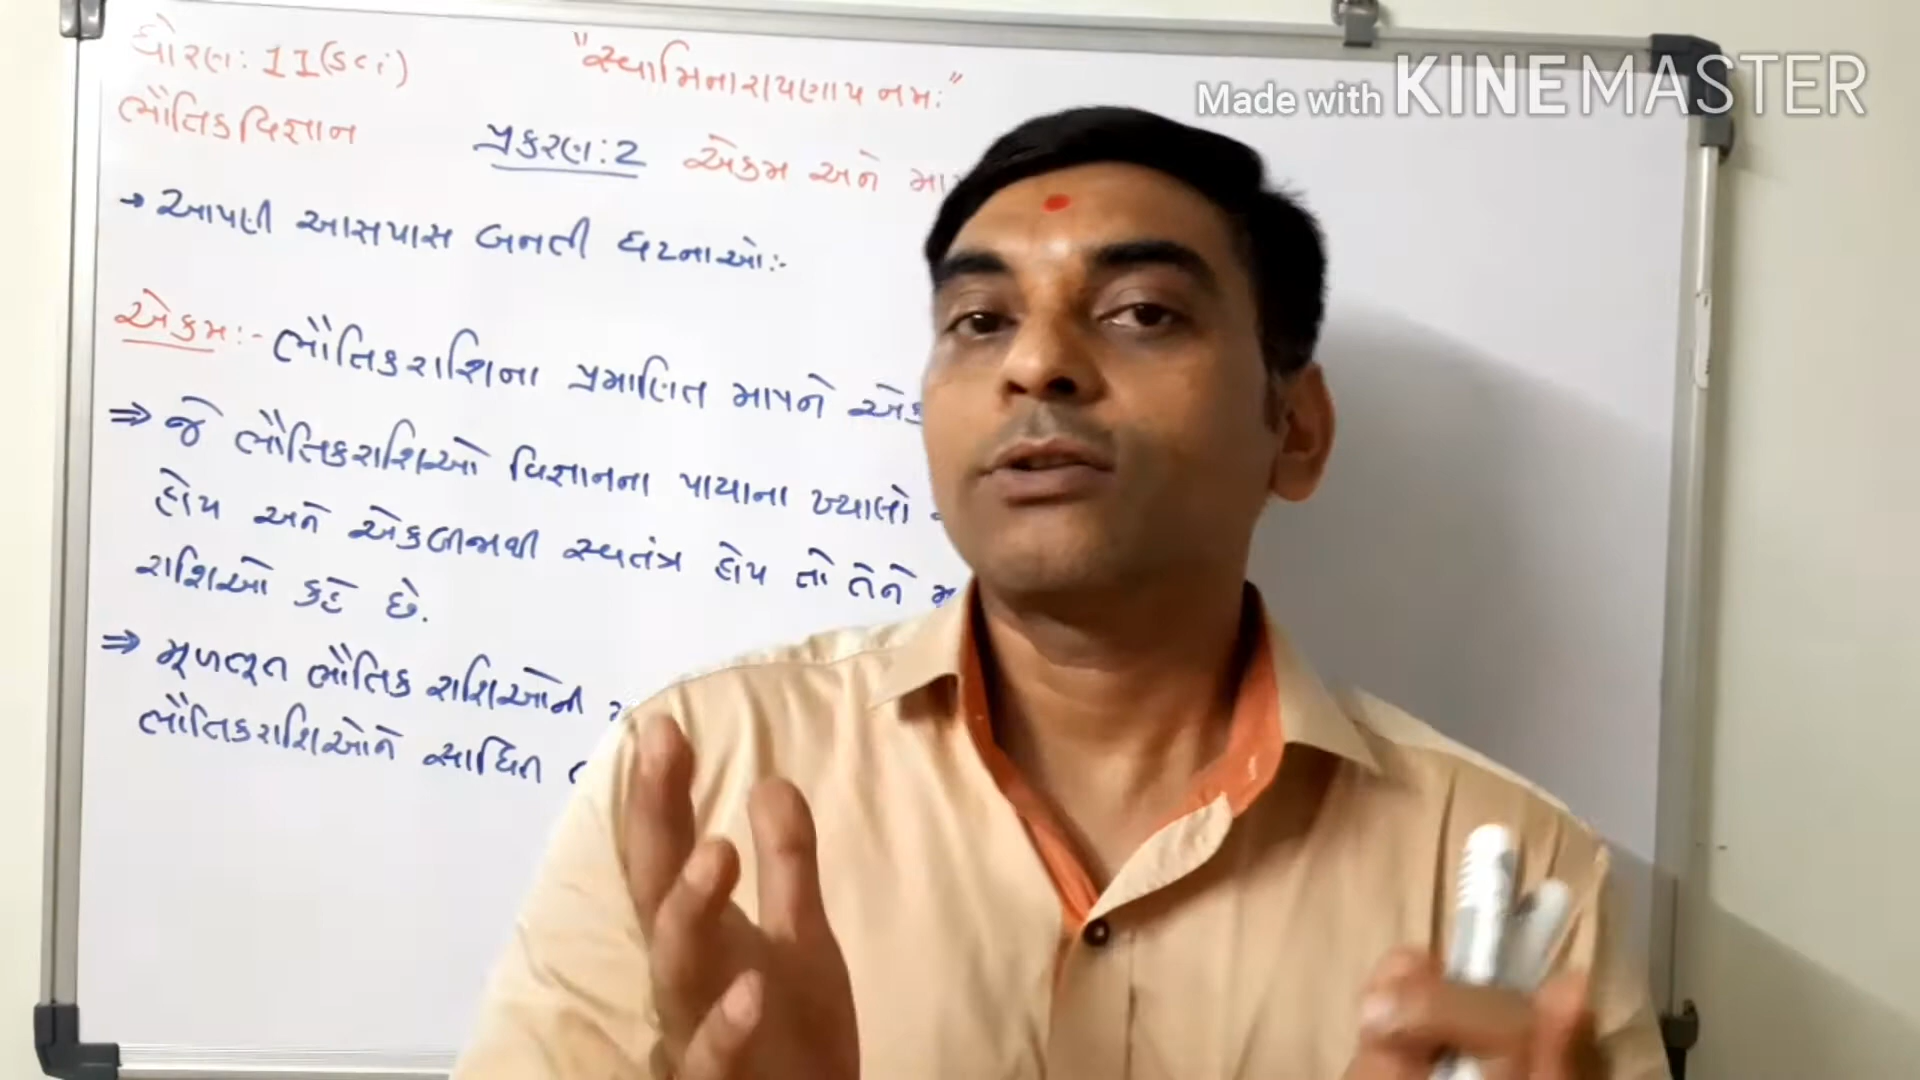 ધોરણ: 11(sci)
"સ્વામિનારાયણાય નમઃ"
Made with KINEMASTER
ભૌતિકવિજ્ઞાન
પ્રકરણ: 2 એકમ અને
→ આપણી આસપાસ બનતી ઘટનાઓ:-
એકમ:- ભૌતિકરાશિના પ્રમાણિત માપને
⇒ જે ભૌતિકરાશિઓ વિજ્ઞાનના પાયાના ખ્યાલો
હોય અને એકબીજાથી સ્વતંત્ર હોય તો તેને
રાશિઓ કહે છે.
⇒ મૂળભૂત ભૌતિક રાશિઓની
ભૌતિકરાશિઓને સાધિત